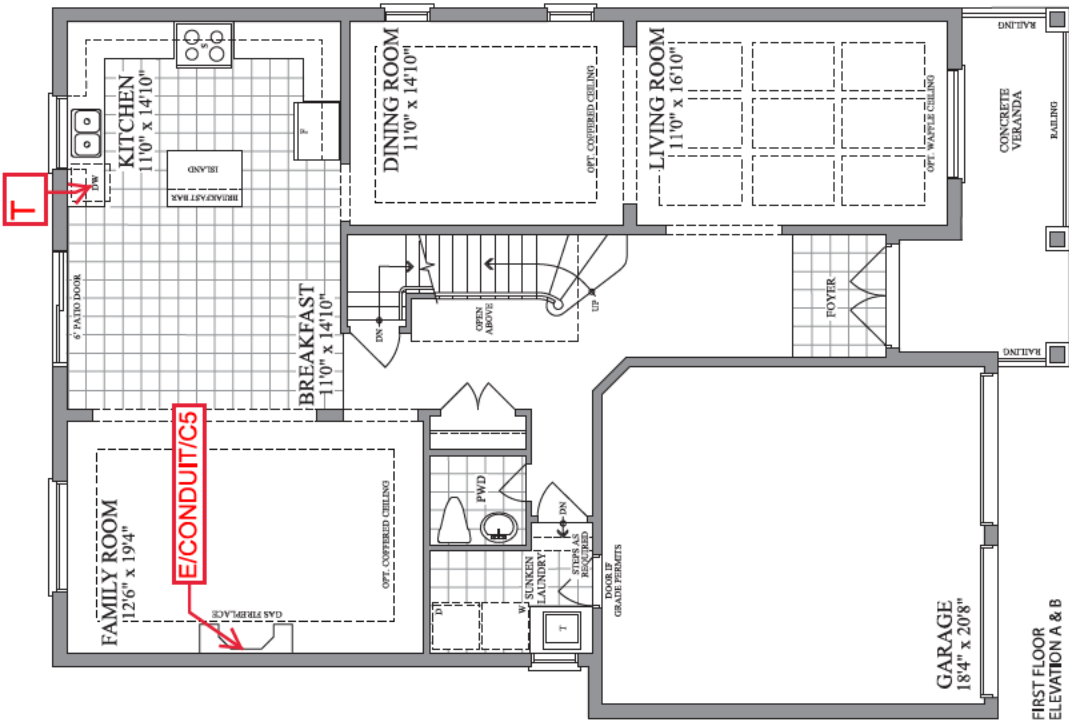 KITCHEN
11'0" x 14'10"
S
F
DW
ISLAND
BREAKFAST BAR
T
6' PATIO DOOR
BREAKFAST
11'0" x 14'10"
DINING ROOM
11'0" x 14'10"
OPT. COFFERED CEILING
LIVING ROOM
11'0" x 16'10"
OPT. WAFFLE CEILING
RAILING
CONCRETE
VERANDA
RAILING
RAILING
FOYER
DN
OPEN
ABOVE
UP
E/CONDUIT/C5
FAMILY ROOM
12'6" x 19'4"
OPT. COFFERED CEILING
GAS FIREPLACE
PWD
DN
STEPS AS
REQUIRED
SUNKEN
LAUNDRY
D
W
T
DOOR IF
GRADE PERMITS
GARAGE
18'4" x 20'8"
FIRST FLOOR
ELEVATION A & B